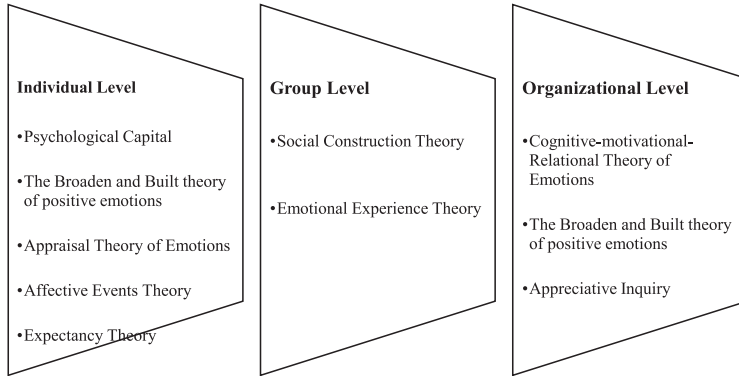 Individual Level
•Psychological Capital
•The Broaden and Built theory
of positive emotions
•Appraisal Theory of Emotions
•Affective Events Theory
•Expectancy Theory
Group Level
•Social Construction Theory
•Emotional Experience Theory
Organizational Level
•Cognitive-motivational-
Relational Theory of
Emotions
•The Broaden and Built theory
of positive emotions
•Appreciative Inquiry